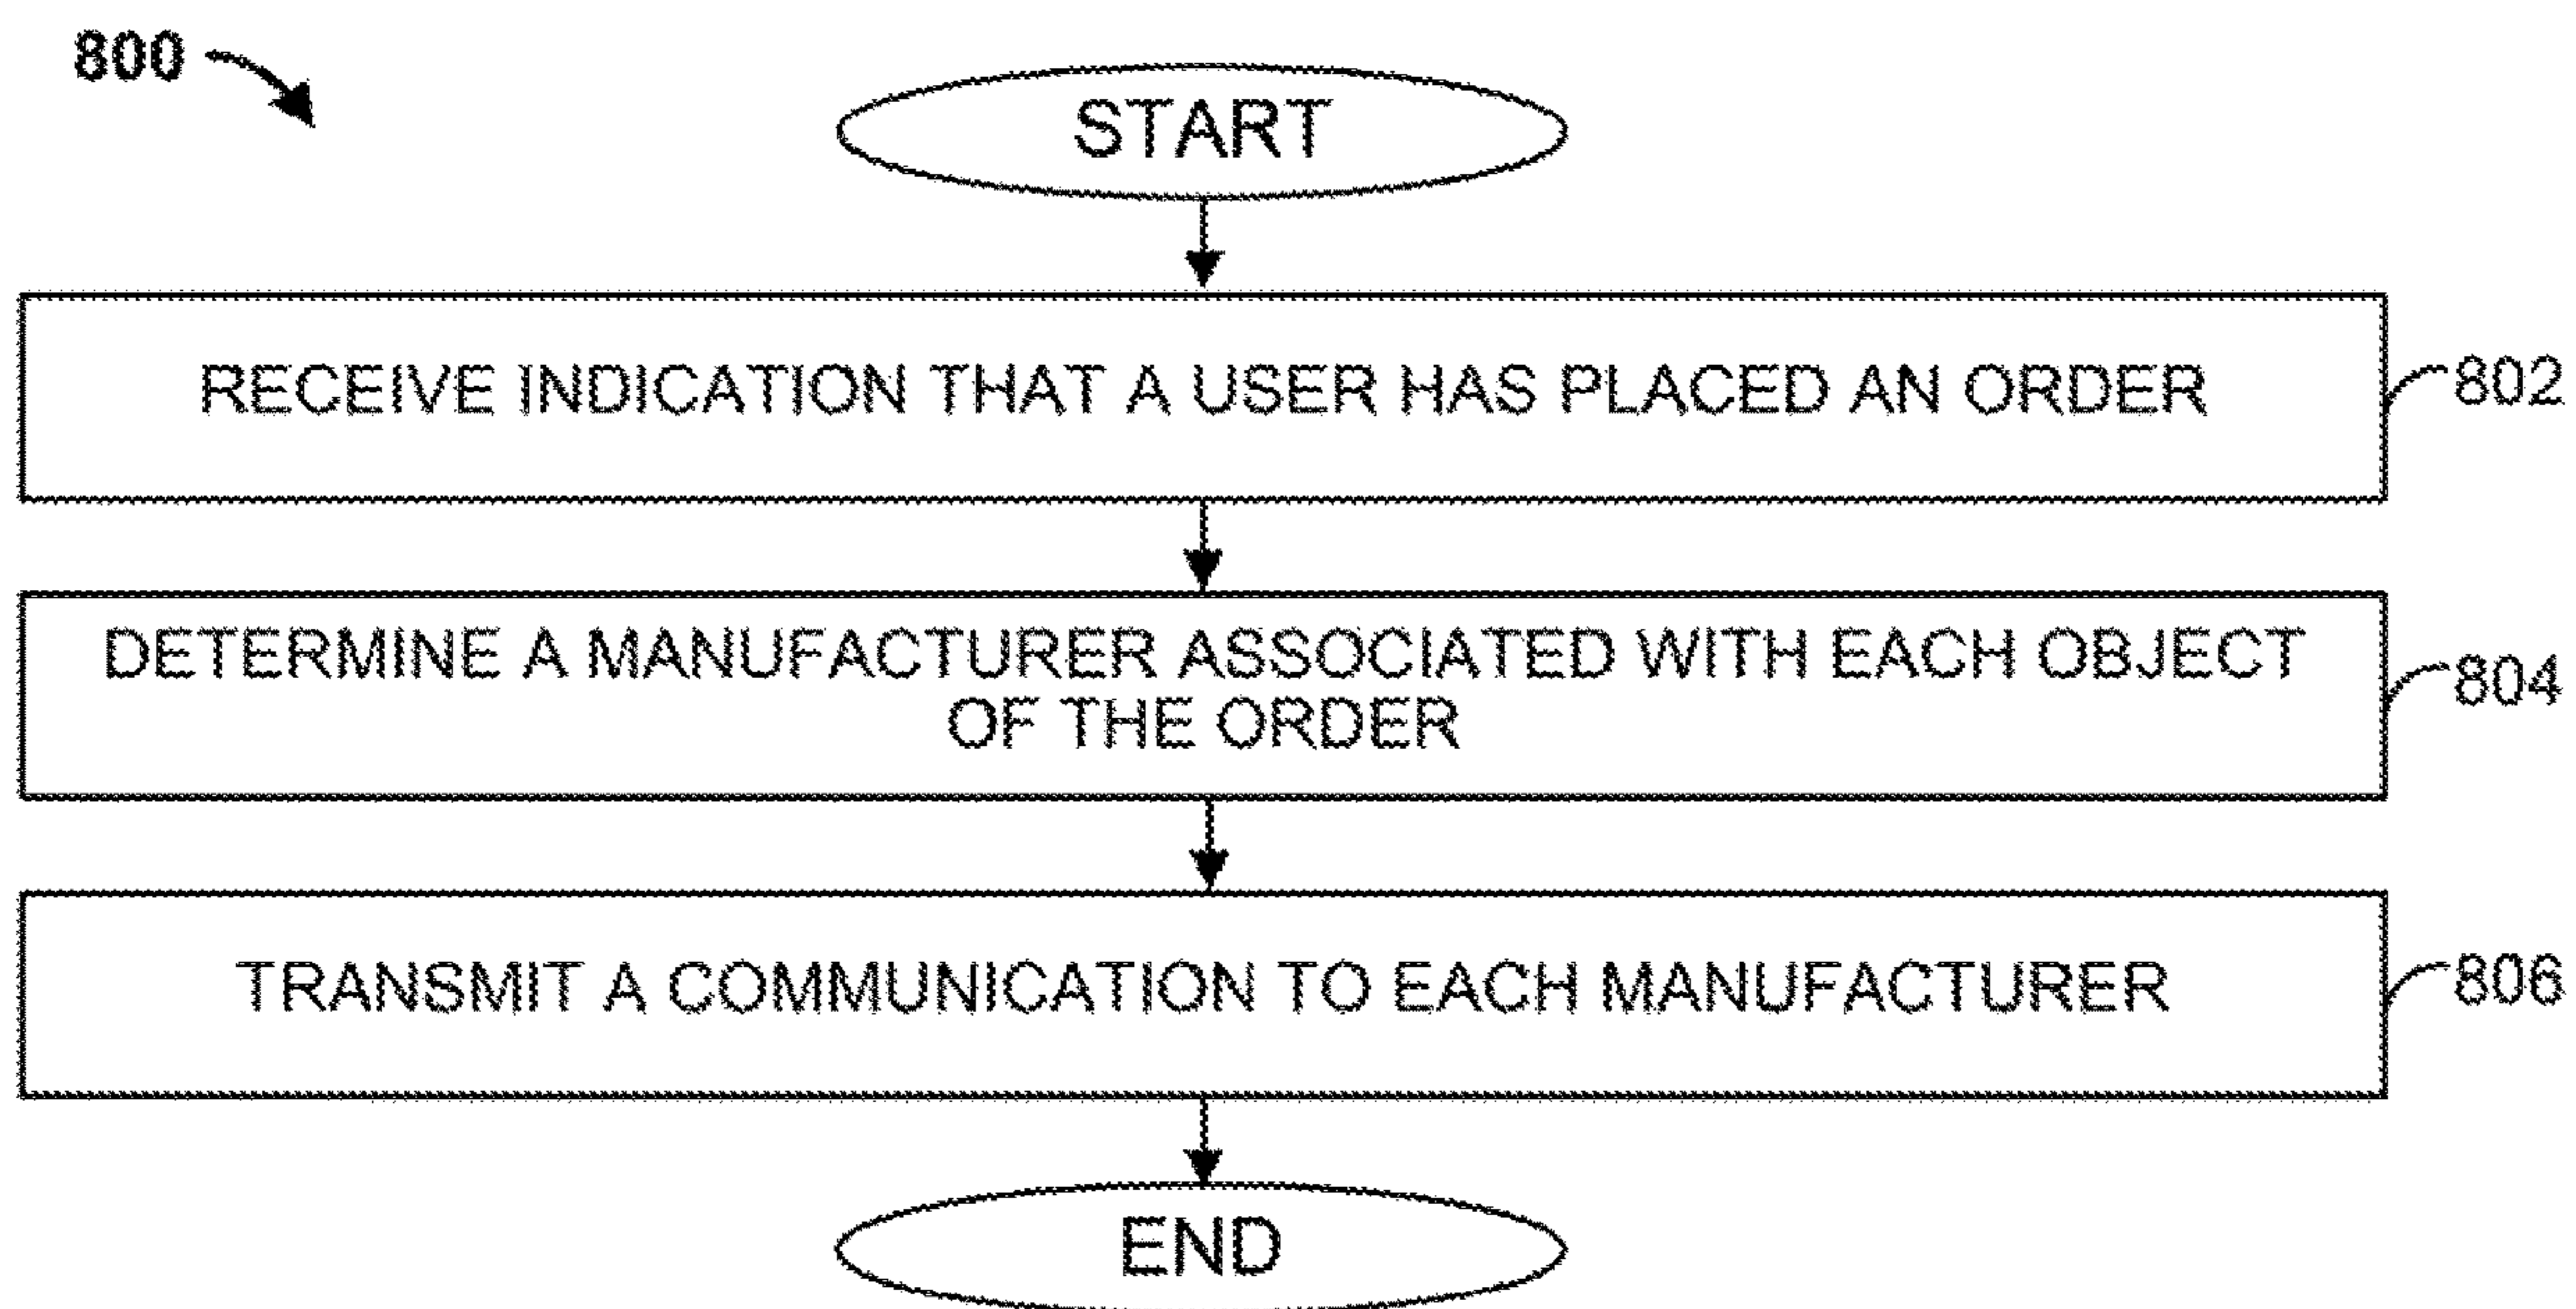 800
START
RECEIVE INDICATION THAT A USER HAS PLACED AN ORDER
802
DETERMINE A MANUFACTURER ASSOCIATED WITH EACH OBJECT
OF THE ORDER
804
TRANSMIT A COMMUNICATION TO EACH MANUFACTURER
806
END